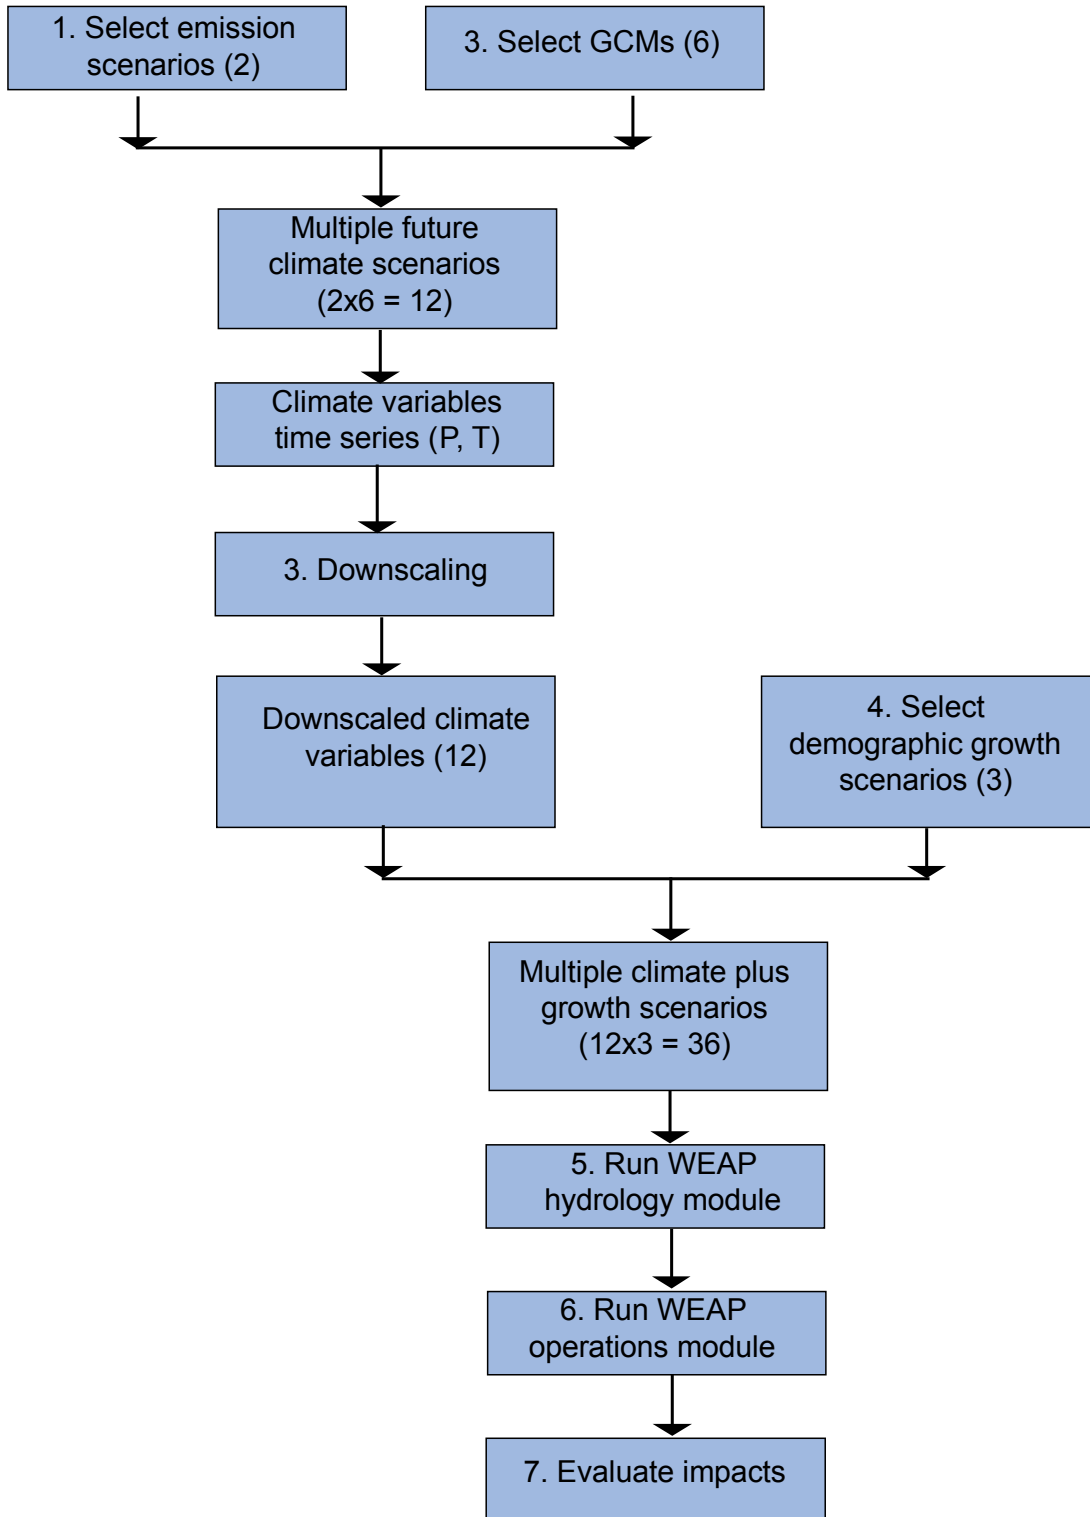 1. Select emission
scenarios (2)
3. Select GCMs (6)
Multiple future
climate scenarios
(2x6 = 12)
Climate variables
time series (P, T)
3. Downscaling
Downscaled climate
variables (12)
4. Select
demographic growth
scenarios (3)
Multiple climate plus
growth scenarios
(12x3 = 36)
5. Run WEAP
hydrology module
6. Run WEAP
operations module
7. Evaluate impacts